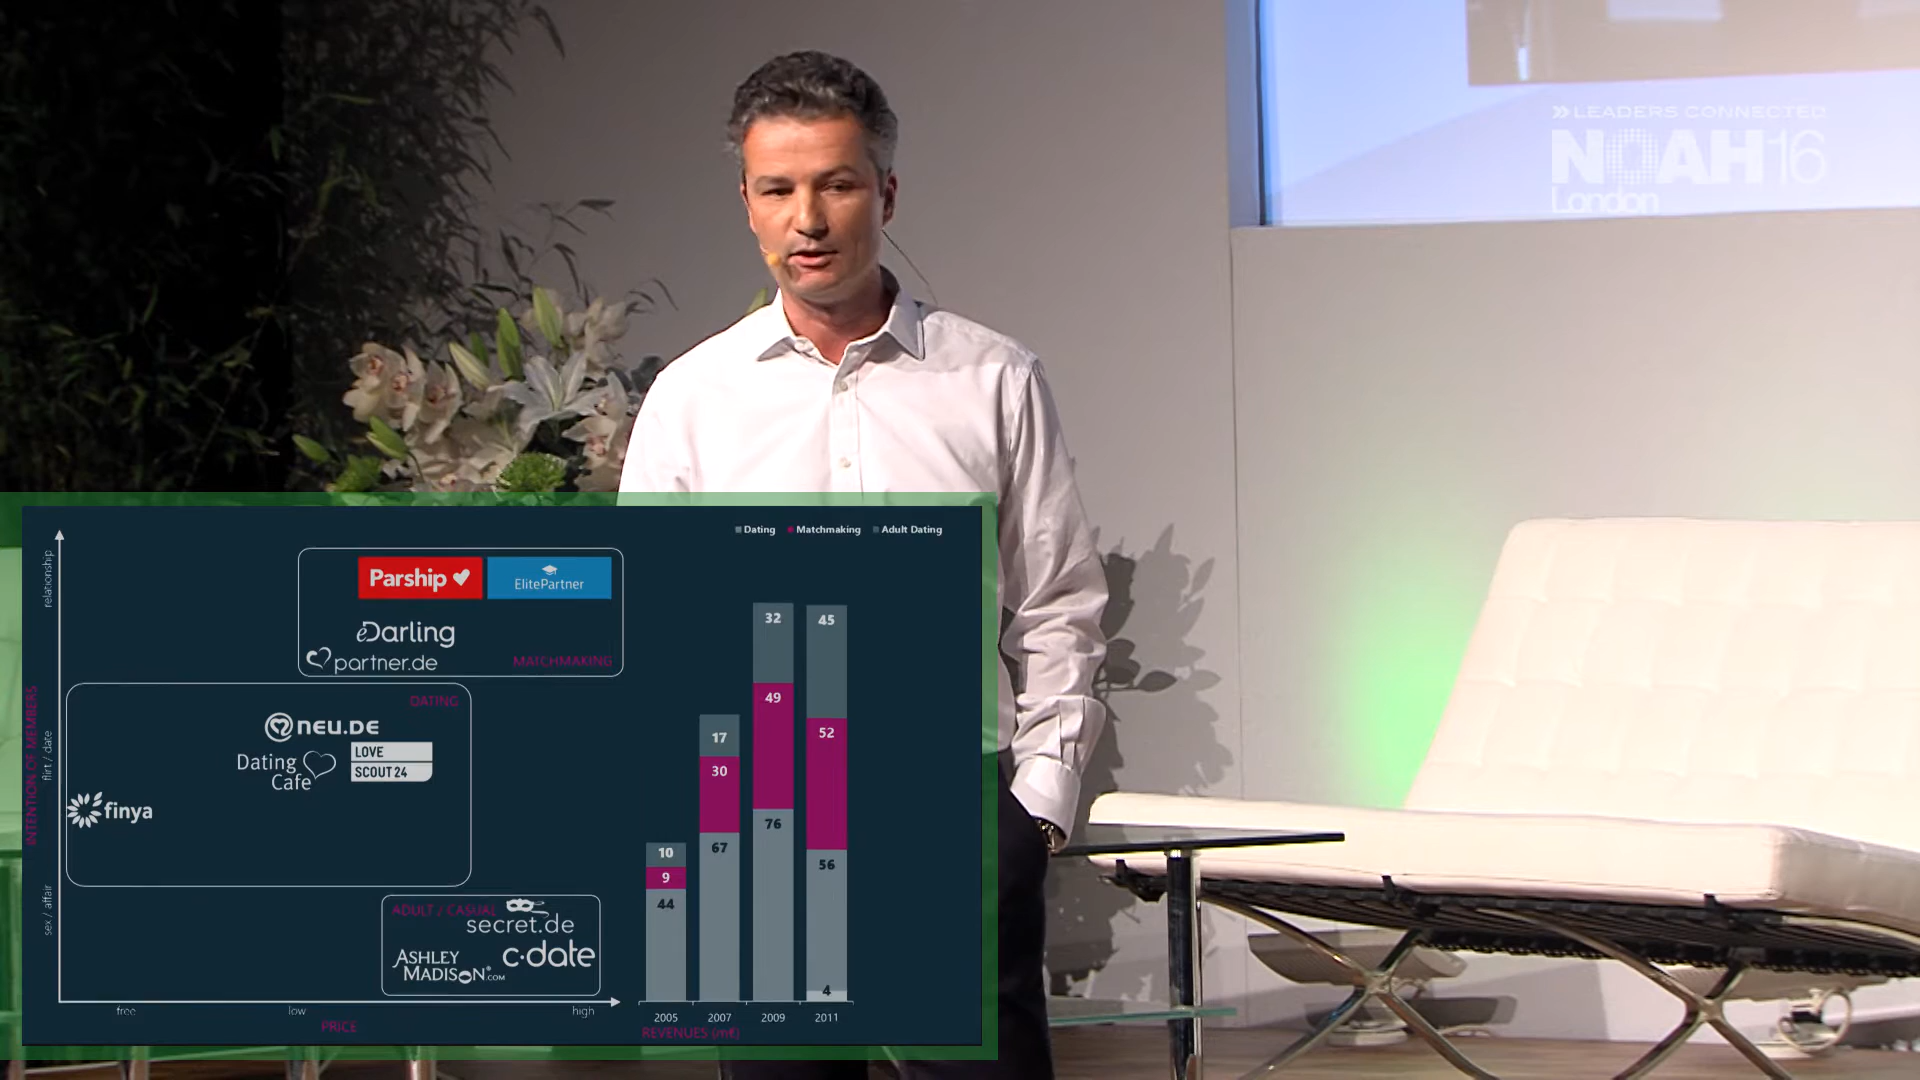 LEADERS CONNECTED
NOAH16
London
Dating Matchmaking Adult Dating
relationship
flirt / date
sex / affair
INTENTION OF MEMBERS
Parship
ElitePartner
eDarling
partner.de
MATCHMAKING
DATING
@NEU.DE
Dating
Cafe
LOVE
SCOUT24
finya
ADULT / CASUAL
secret.de
ASHLEY
MADISON.COM
c-date
free low high
PRICE
10
9
44
17
30
67
32
49
76
45
52
56
4
2005 2007 2009 2011
REVENUES (m€)